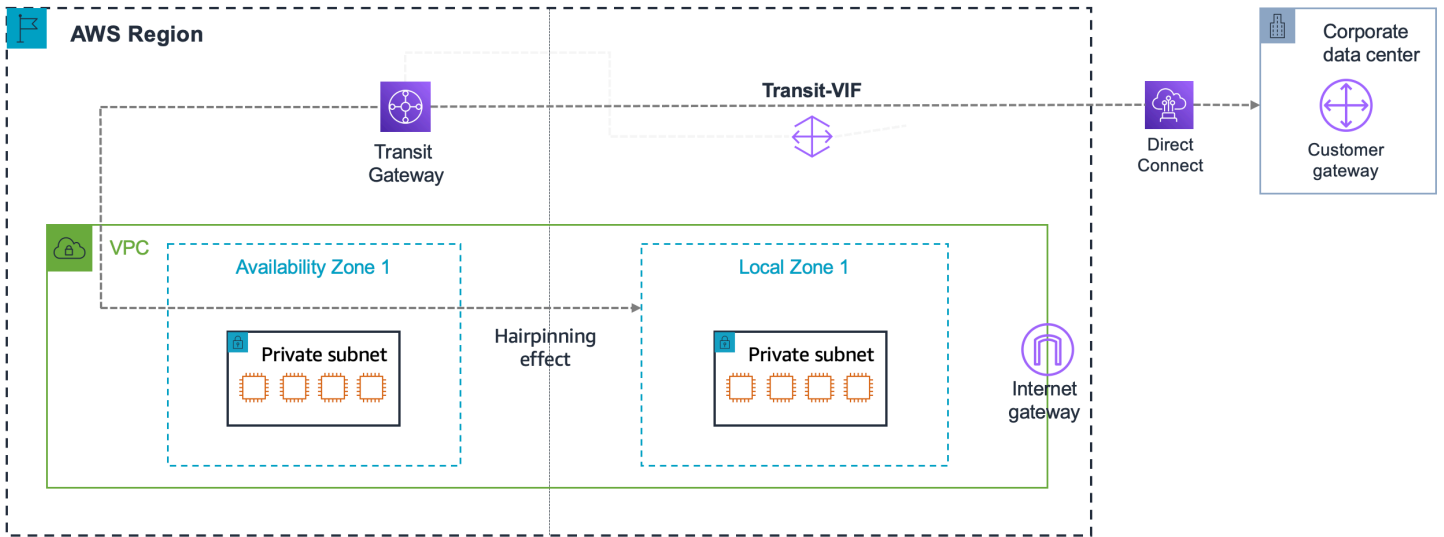 AWS Region
Corporate
data center
Transit-VIF
Transit
Gateway
Direct
Connect
Customer
gateway
VPC
Availability Zone 1
Local Zone 1
Hairpinning
effect
Private subnet
Private subnet
Internet
gateway